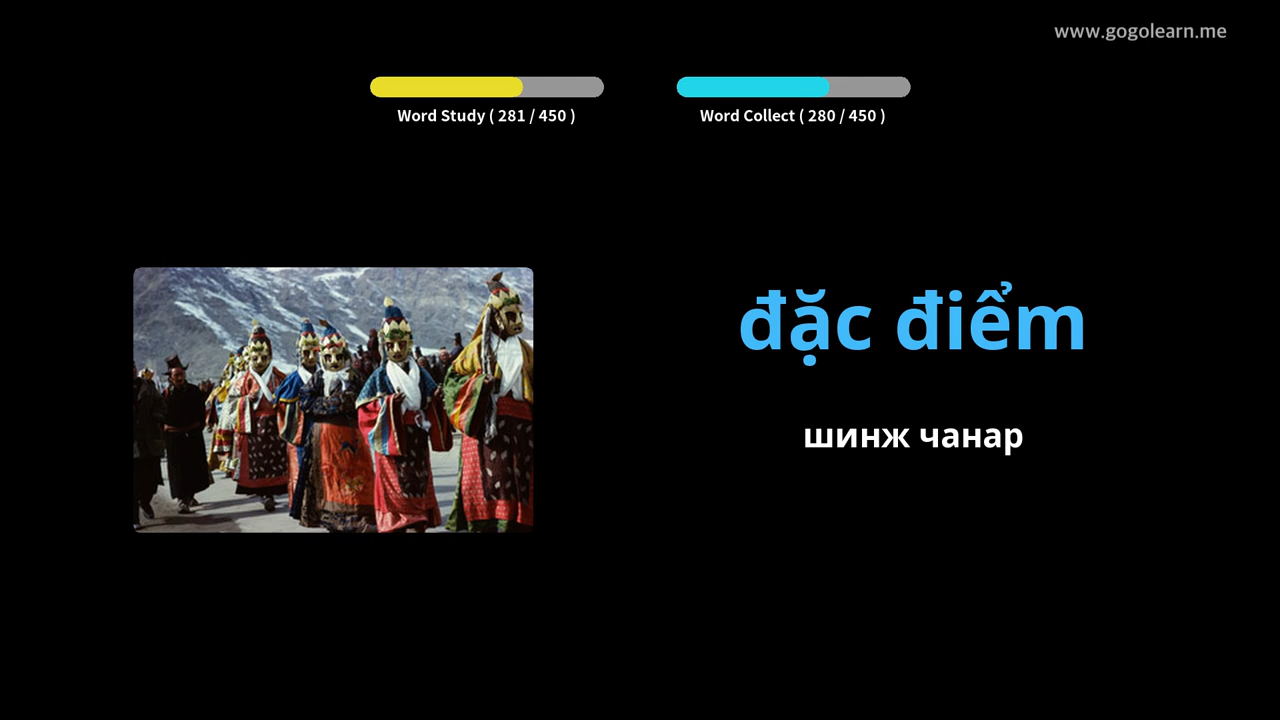 www.gogolearn.me
Word Study ( 281 / 450 )
Word Collect ( 280 / 450 )
đặc điểm
шинж чанар